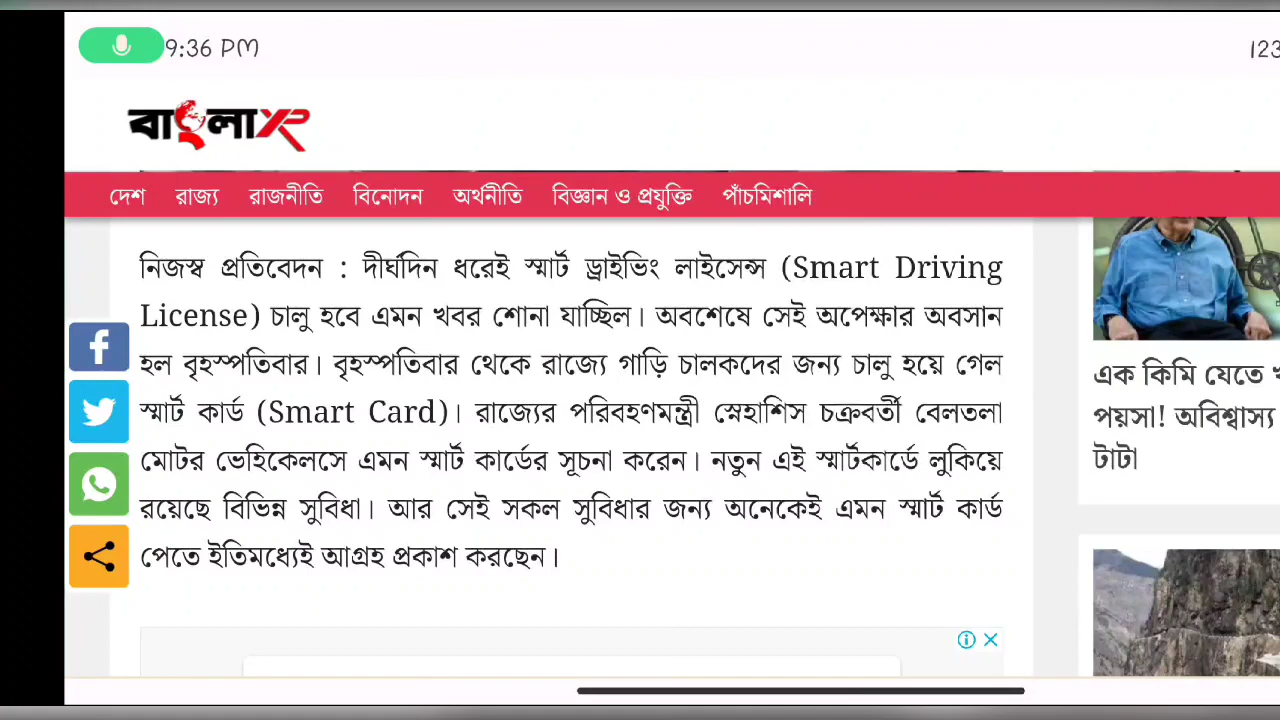 9:36 PM
123
বাংলাXP
দেশ রাজ্য রাজনীতি বিনোদন অর্থনীতি বিজ্ঞান ও প্রযুক্তি পাঁচমিশালি
নিজস্ব প্রতিবেদন : দীর্ঘদিন ধরেই স্মার্ট ড্রাইভিং লাইসেন্স (Smart Driving
License) চালু হবে এমন খবর শোনা যাচ্ছিল। অবশেষে সেই অপেক্ষার অবসান
হল বৃহস্পতিবার। বৃহস্পতিবার থেকে রাজ্যে গাড়ি চালকদের জন্য চালু হয়ে গেল
স্মার্ট কার্ড (Smart Card)। রাজ্যের পরিবহণমন্ত্রী স্নেহাশিস চক্রবর্তী বেলতলা
মোটর ভেহিকেলসে এমন স্মার্ট কার্ডের সূচনা করেন। নতুন এই স্মার্টকার্ডে লুকিয়ে
রয়েছে বিভিন্ন সুবিধা। আর সেই সকল সুবিধার জন্য অনেকেই এমন স্মার্ট কার্ড
পেতে ইতিমধ্যেই আগ্রহ প্রকাশ করছেন।
এক কিমি যেতে
পয়সা! অবিশ্বাস্য
টাটা